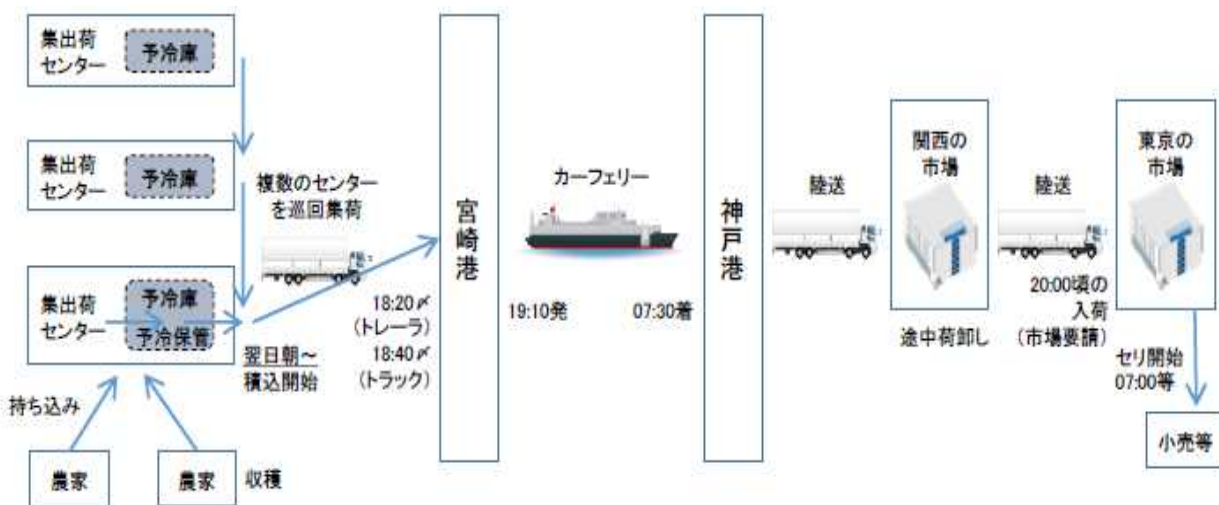 集出荷
センター
予冷庫
集出荷
センター
予冷庫
複数のセンター
を巡回集荷
集出荷
センター
予冷庫
予冷保管
翌日朝～
積込開始
18:20〆
(トレーラ)
18:40〆
(トラック)
持ち込み
農家
農家
収穫
宮崎港
カーフェリー
19:10発
07:30着
神戸港
陸送
関西の
市場
途中荷卸し
陸送
20:00頃の
入荷
(市場要請)
東京の
市場
セリ開始
07:00等
小売等